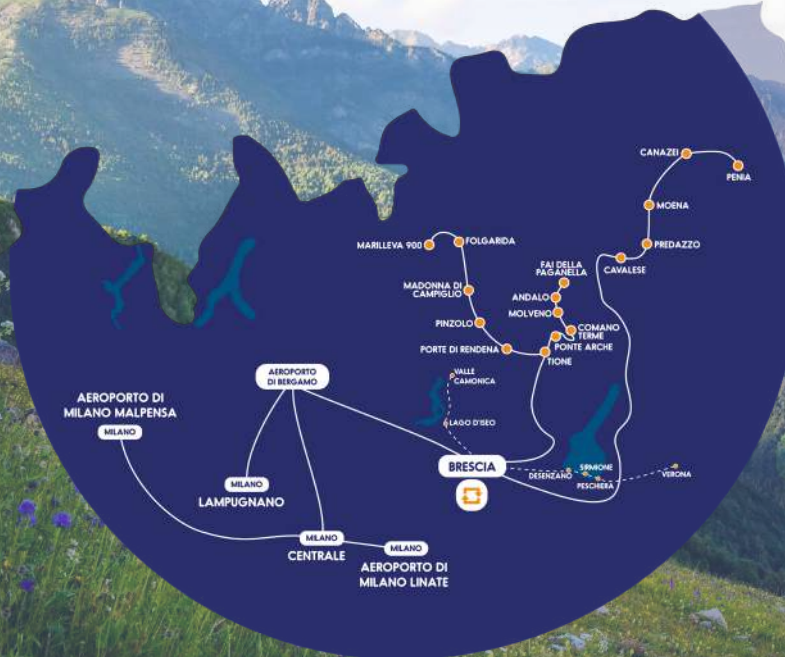 CANAZEI
PENIA
MOENA
PREDAZZO
CAVALESE
MARILLEVA 900
FOLGARIDA
FAI DELLA
PAGANELLA
MADONNA DI
CAMPIGLIO
ANDALO
MOLVENO
PINZOLO
COMANO
TERME
PORTE DI RENDENA
PONTE ARCHE
TIONE
AEROPORTO
DI BERGAMO
VALLE
CAMONICA
AEROPORTO DI
MILANO MALPENSA
MILANO
LAGO D'ISEO
BRESCIA
DESENZANO
SIRMIONE
PESCHIERA
VERONA
MILANO
LAMPUGNANO
MILANO
CENTRALE
MILANO
AEROPORTO DI
MILANO LINATE